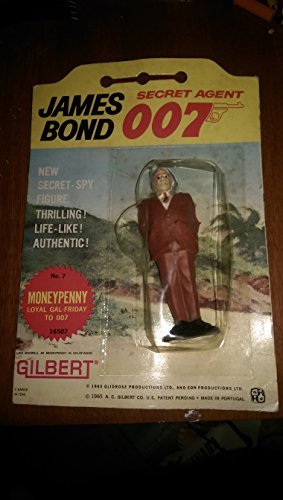 SECRET AGENT
JAMES
BOND 007
NEW
SECRET-SPY
FIGURE
THRILLING!
LIFE-LIKE!
AUTHENTIC!
No. 7
MONEYPENNY
LOYAL GAL-FRIDAY
TO 007
16507
GILBERT
© 1965 GLIDROSE PRODUCTIONS LTD. AND EON PRODUCTIONS LTD.
© 1965 A. C. GILBERT CO. U.S. PATENT PENDING • MADE IN PORTUGAL